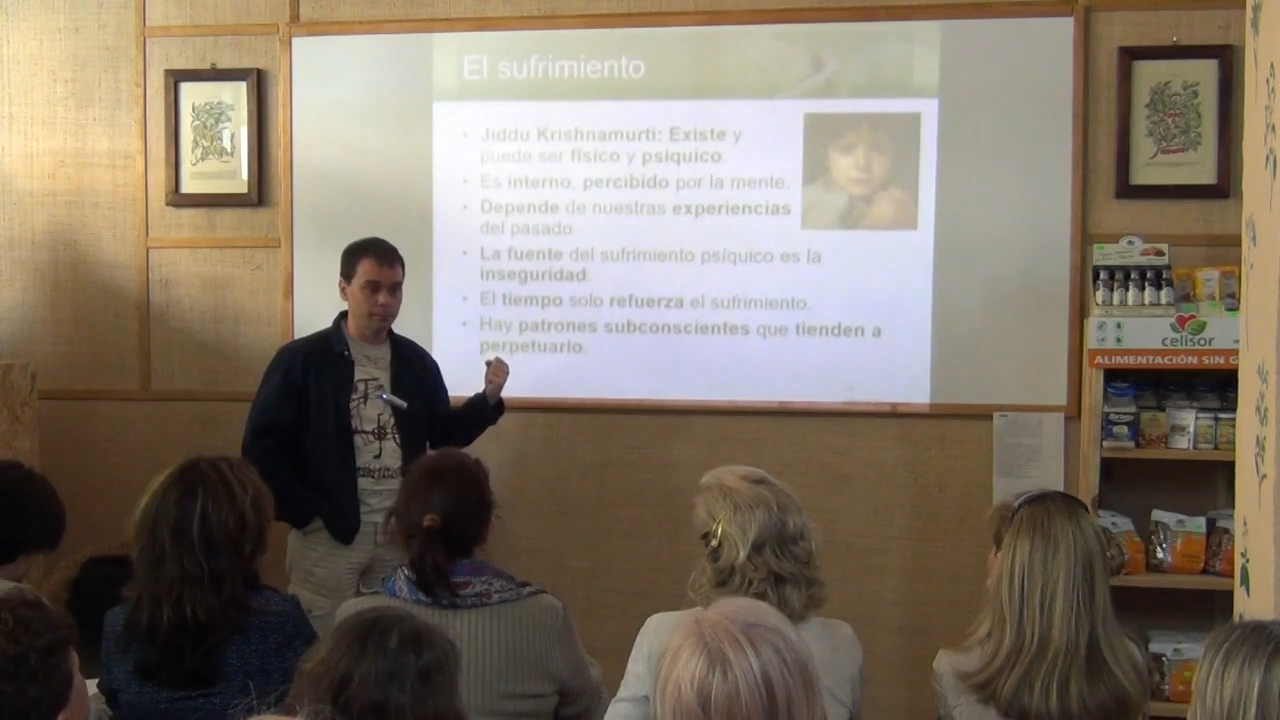 El sufrimiento
• Jiddu Krishnamurti: Existe y
puede ser físico y psíquico.
• Es interno, percibido por la mente.
• Depende de nuestras experiencias
del pasado.
• La fuente del sufrimiento psíquico es la
inseguridad.
• El tiempo solo refuerza el sufrimiento.
• Hay patrones subconscientes que tienden a
perpetuarlo.
celisor
ALIMENTACIÓN SIN G